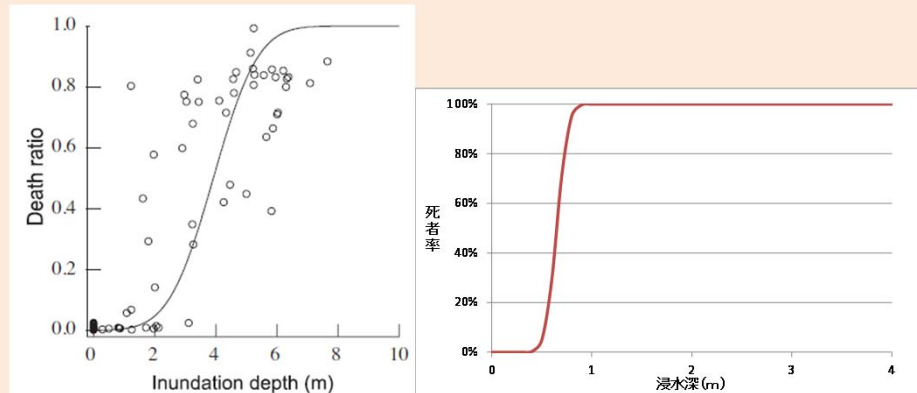 1.0
0.8
0.6
0.4
0.2
0.0
Death ratio
0 2 4 6 8 10
Inundation depth (m)
100%
80%
60%
40%
20%
0%
死者率
0 1 2 3 4
浸水深(m)